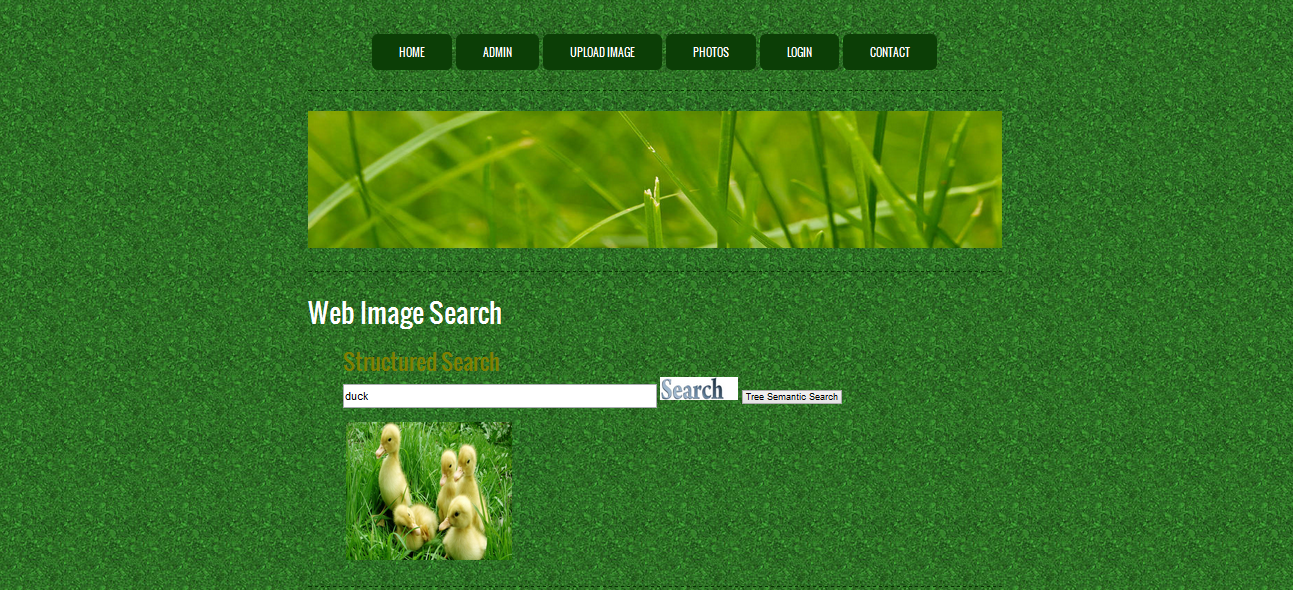 HOME ADMIN UPLOAD IMAGE PHOTOS LOGIN CONTACT
Web Image Search
Structured Search
duck Search Tree Semantic Search